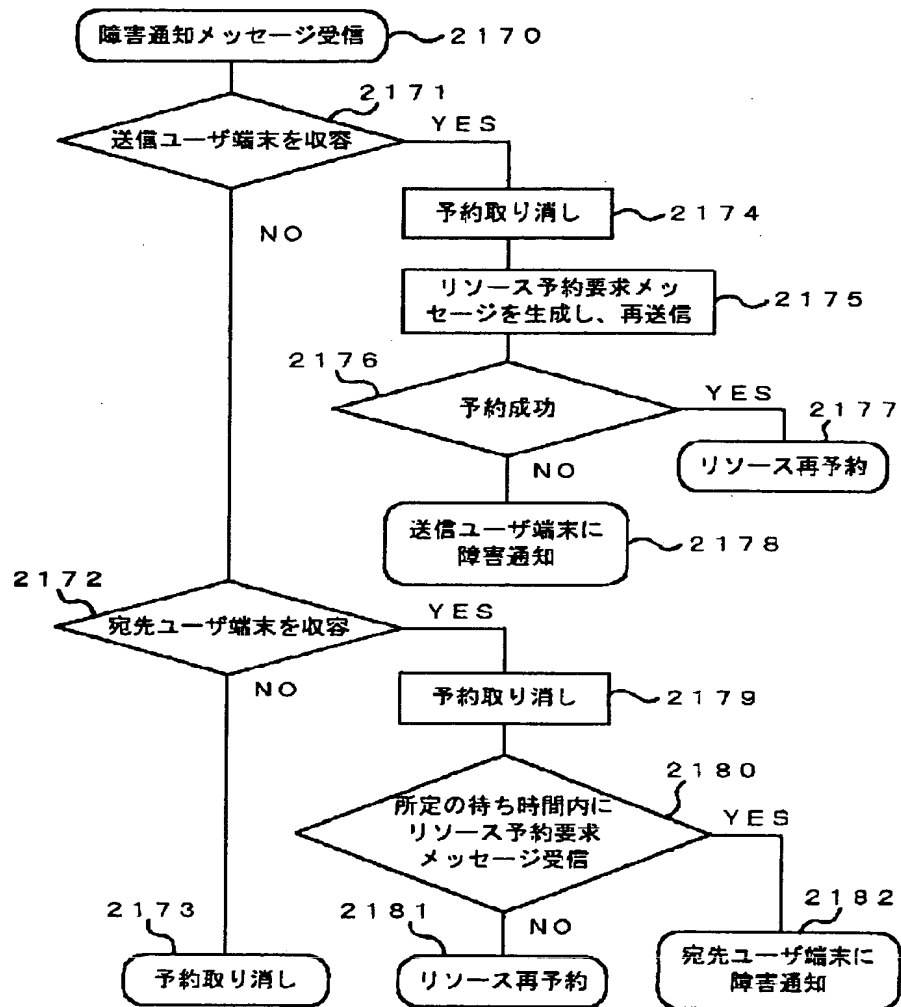 障害通知メッセージ受信
2170
2171
送信ユーザ端末を収容
YES
NO
予約取り消し
2174
リソース予約要求メッ
セージを生成し、再送信
2175
2176
予約成功
YES
2177
リソース再予約
NO
送信ユーザ端末に
障害通知
2178
2172
宛先ユーザ端末を収容
YES
NO
予約取り消し
2179
2180
所定の待ち時間内に
リソース予約要求
メッセージ受信
YES
2173
予約取り消し
2181
NO
リソース再予約
2182
宛先ユーザ端末に
障害通知